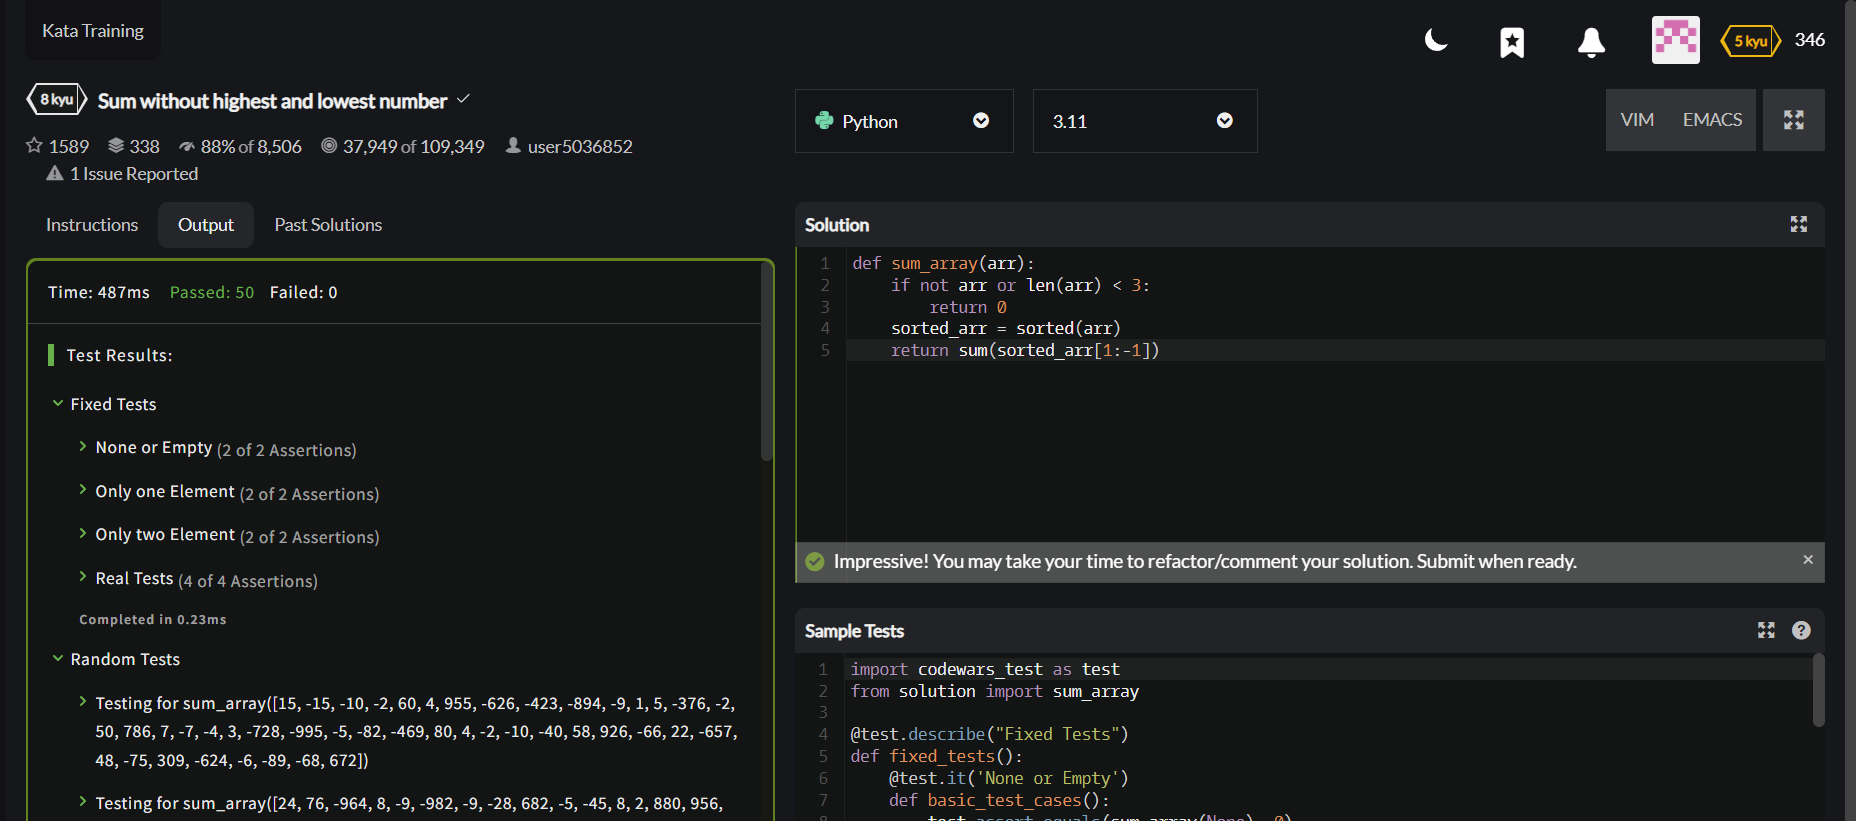 Kata Training
5 kyu 346
8 kyu Sum without highest and lowest number
1589 338 88% of 8,506 37,949 of 109,349 user5036852
1 Issue Reported
Python
3.11
VIM EMACS
Instructions Output Past Solutions
Time: 487ms Passed: 50 Failed: 0
Test Results:
Fixed Tests
None or Empty (2 of 2 Assertions)
Only one Element (2 of 2 Assertions)
Only two Element (2 of 2 Assertions)
Real Tests (4 of 4 Assertions)
Completed in 0.23ms
Random Tests
Testing for sum_array([15, -15, -10, -2, 60, 4, 955, -626, -423, -894, -9, 1, 5, -376, -2,
50, 786, 7, -7, -4, 3, -728, -995, -5, -82, -469, 80, 4, -2, -10, -40, 58, 926, -66, 22, -657,
48, -75, 309, -624, -6, -89, -68, 672])
Testing for sum_array([24, 76, -964, 8, -9, -982, -9, -28, 682, -5, -45, 8, 2, 880, 956,
Solution
1 def sum_array(arr):
2 if not arr or len(arr) < 3:
3 return 0
4 sorted_arr = sorted(arr)
5 return sum(sorted_arr[1:-1])
Impressive! You may take your time to refactor/comment your solution. Submit when ready. ×
Sample Tests ?
1 import codewars_test as test
2 from solution import sum_array
3
4 @test.describe("Fixed Tests")
5 def fixed_tests():
6 @test.it('None or Empty')
7 def basic_test_cases():
8 test.assert_equals(sum_array(None), 0)